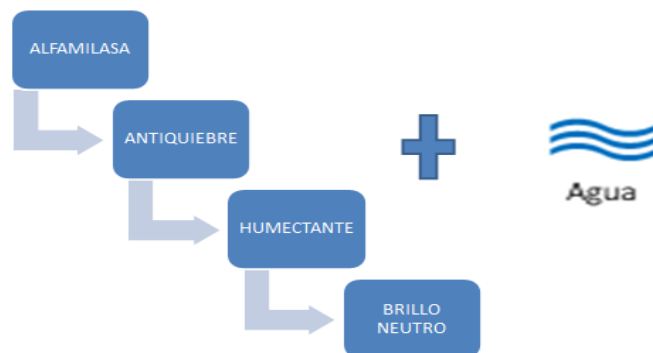 ALFAMILASA
ANTIQUIEBRE
HUMECTANTE
BRILLO
NEUTRO
Agua